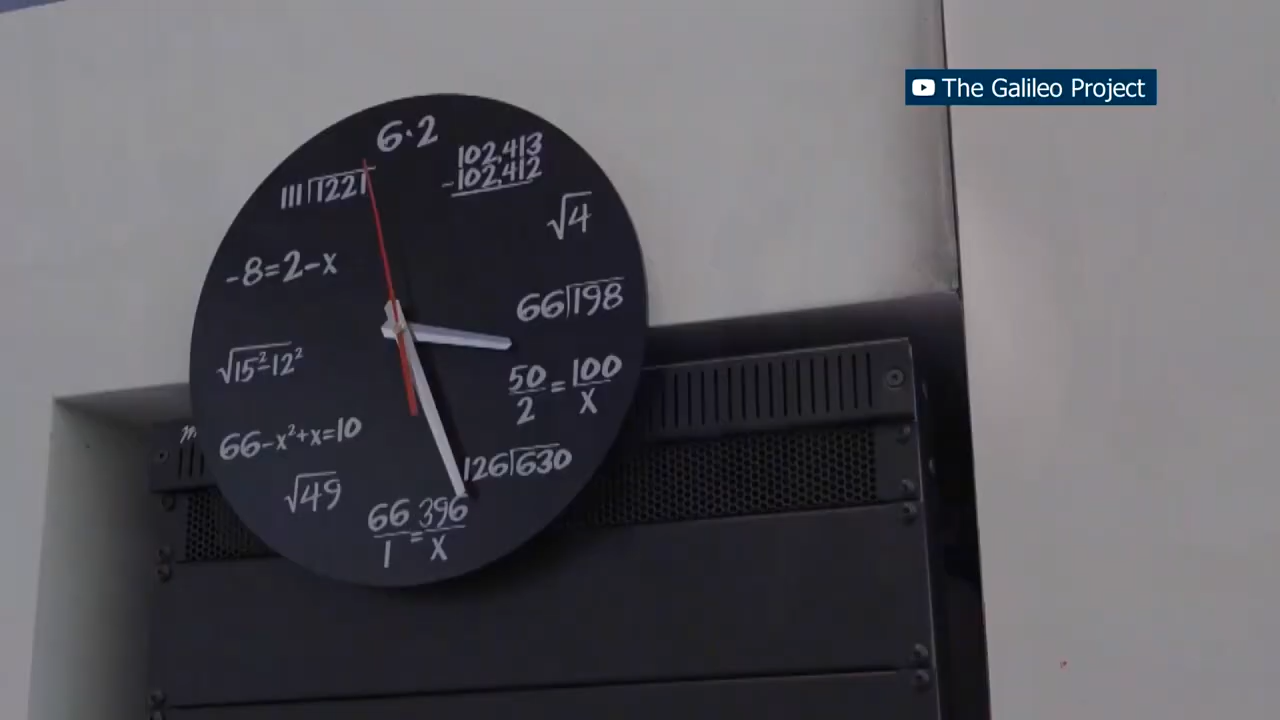 The Galileo Project
6·2
102,413
-102,412
√4
66⟌198
50/2 = 100/X
126⟌630
66/1 = 396/X
√49
66-x²+x=10
√15²-12²
-8=2-x
111⟌1221